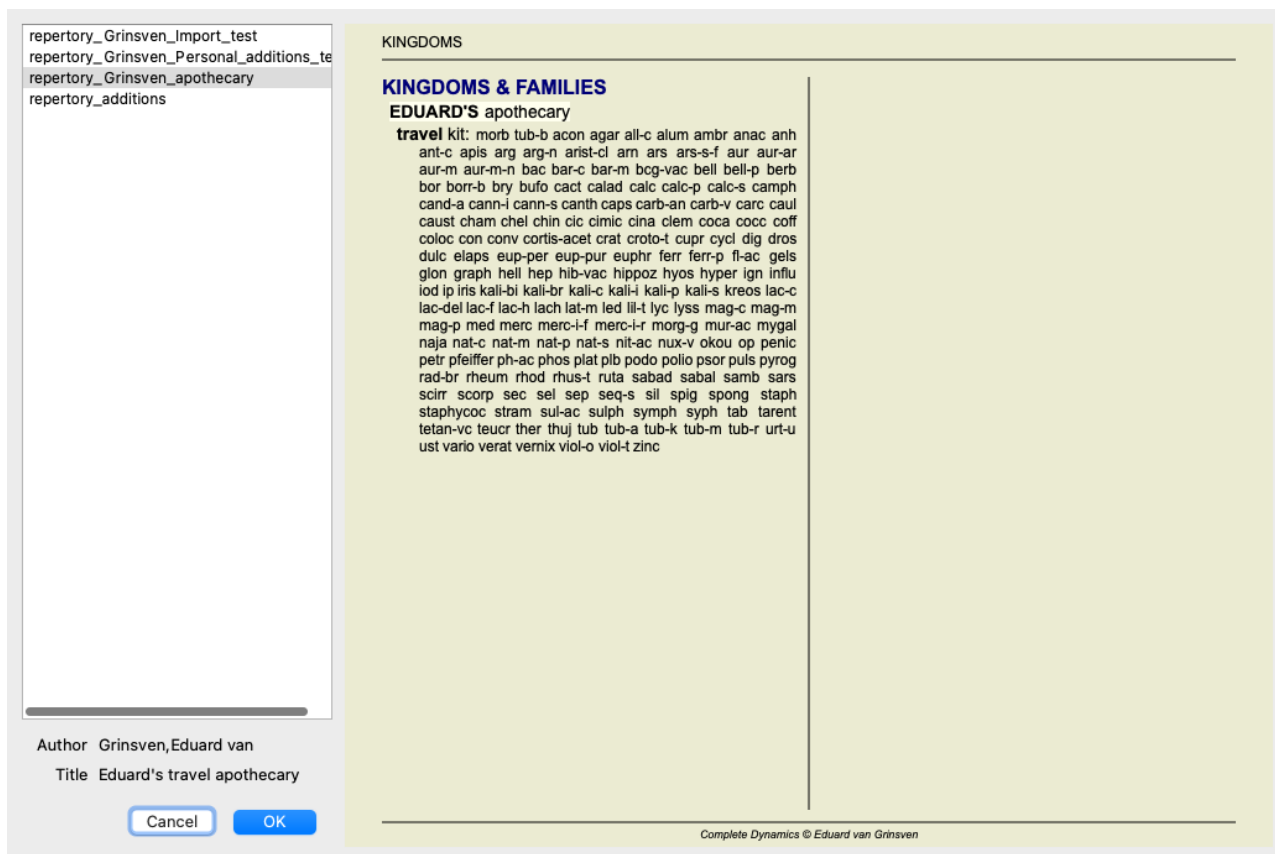 repertory_Grinsven_Import_test
repertory_Grinsven_Personal_additions_te
repertory_Grinsven_apothecary
repertory_additions
Author Grinsven,Eduard van
Title Eduard's travel apothecary
Cancel OK
KINGDOMS
KINGDOMS & FAMILIES
EDUARD'S apothecary
travel kit: morb tub-b acon agar all-c alum ambr anac anh
ant-c apis arg arg-n arist-cl arn ars ars-s-f aur aur-ar
aur-m aur-m-n bac bar-c bar-m bcg-vac bell bell-p berb
bor borr-b bry bufo cact calad calc calc-p calc-s camph
cand-a cann-i cann-s canth caps carb-an carb-v carc caul
caust cham chel chin cic cimic cina clem coca cocc coff
coloc con conv cortis-acet crat croto-t cupr cycl dig dros
dulc elaps eup-per eup-pur euphr ferr ferr-p fl-ac gels
glon graph hell hep hib-vac hippoz hyos hyper ign influ
iod ip iris kali-bi kali-br kali-c kali-i kali-p kali-s kreos lac-c
lac-del lac-f lac-h lach lat-m led lil-t lyc lyss mag-c mag-m
mag-p med merc merc-i-f merc-i-r morg-g mur-ac mygal
naja nat-c nat-m nat-p nat-s nit-ac nux-v okou op penic
petr pfeiffer ph-ac phos plat plb podo polio psor puls pyrog
rad-br rheum rhod rhus-t ruta sabad sabal samb sars
scirr scorp sec sel sep seq-s sil spig spong staph
staphycoc stram sul-ac sulph symph syph tab tarent
tetan-vc teucr ther thuj tub tub-a tub-k tub-m tub-r urt-u
ust vario verat vernix viol-o viol-t zinc
Complete Dynamics © Eduard van Grinsven